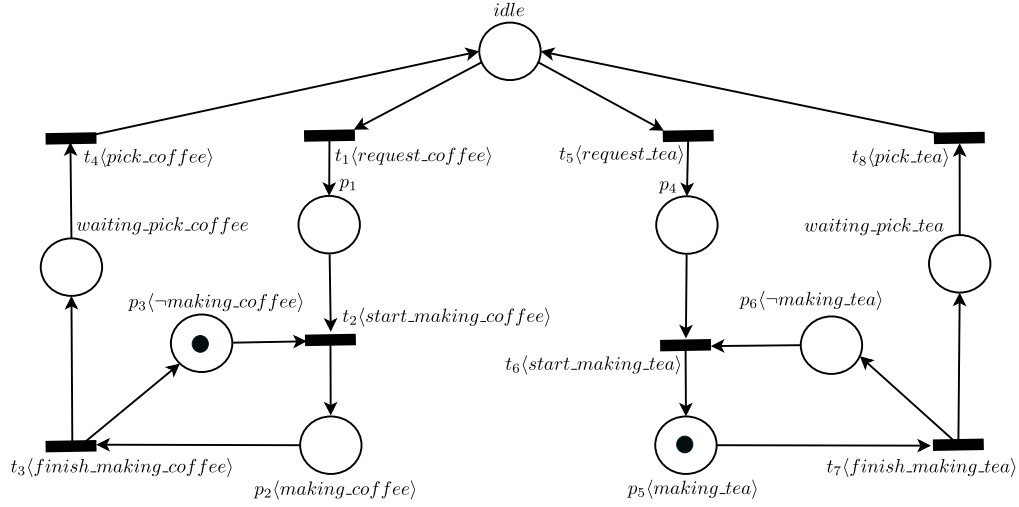 idle
t4⟨pick_coffee⟩
t1⟨request_coffee⟩
t5⟨request_tea⟩
t8⟨pick_tea⟩
p1
p4
waiting_pick_coffee
waiting_pick_tea
p3⟨¬making_coffee⟩
p6⟨¬making_tea⟩
t2⟨start_making_coffee⟩
t6⟨start_making_tea⟩
t3⟨finish_making_coffee⟩
t7⟨finish_making_tea⟩
p2⟨making_coffee⟩
p5⟨making_tea⟩